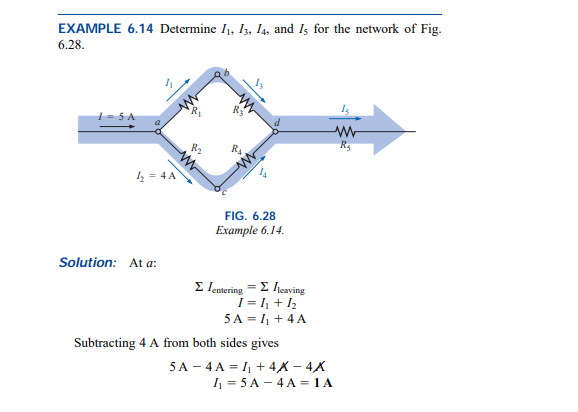 EXAMPLE 6.14 Determine I₁, I₃, I₄, and I₅ for the network of Fig.
6.28.
b
I₁
I₃
R₁
R₃
I = 5 A
a
d
I₅
R₅
R₂
R₄
I₂ = 4 A
I₄
c
FIG. 6.28
Example 6.14.
Solution: At a:
Σ Ientering = Σ Ileaving
I = I₁ + I₂
5 A = I₁ + 4 A
Subtracting 4 A from both sides gives
5 A − 4 A = I₁ + 4 A − 4 A
I₁ = 5 A − 4 A = 1 A